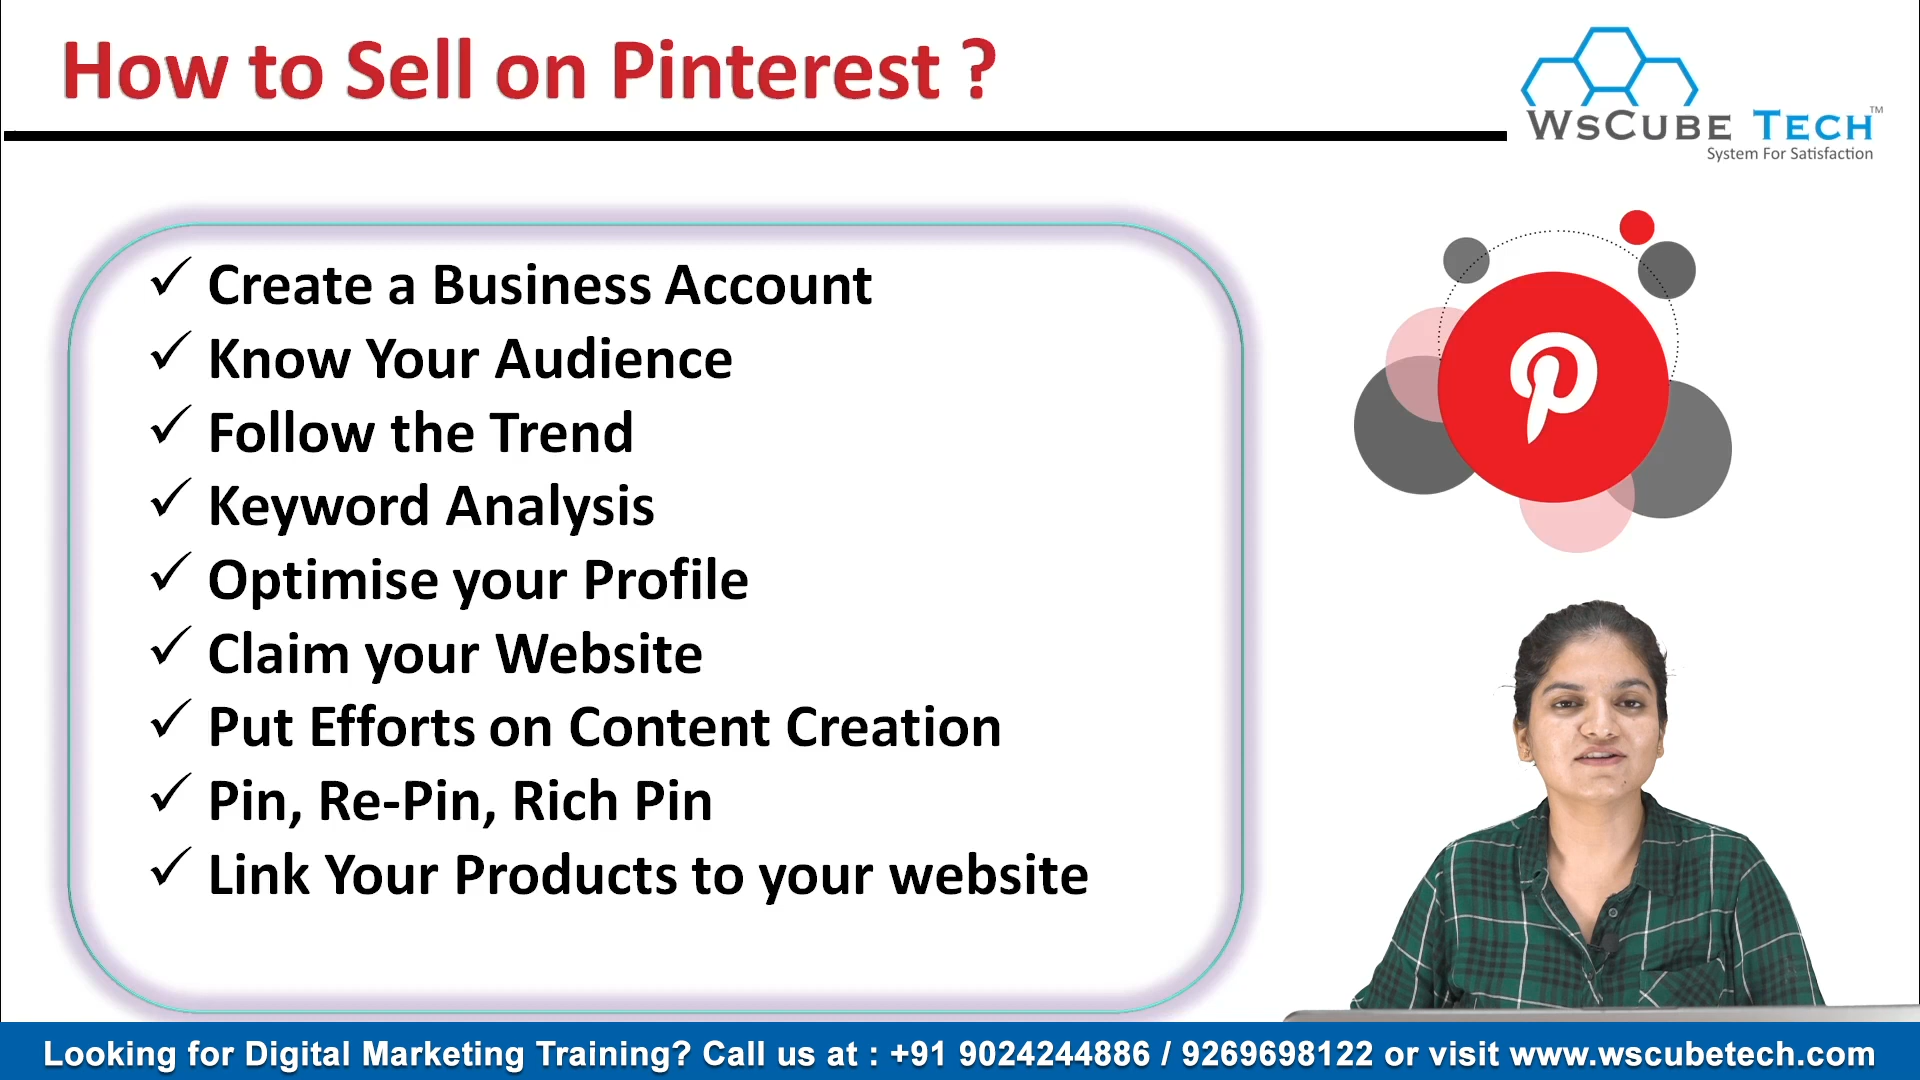 How to Sell on Pinterest ?
WSCUBE TECH™
System For Satisfaction
✓ Create a Business Account
✓ Know Your Audience
✓ Follow the Trend
✓ Keyword Analysis
✓ Optimise your Profile
✓ Claim your Website
✓ Put Efforts on Content Creation
✓ Pin, Re-Pin, Rich Pin
✓ Link Your Products to your website
Looking for Digital Marketing Training? Call us at : +91 9024244886 / 9269698122 or visit www.wscubetech.com